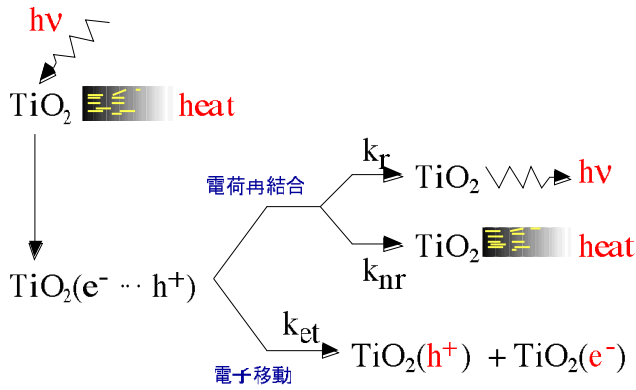 hν
TiO₂ heat
電荷再結合
kr
TiO₂ hν
TiO₂ heat
knr
TiO₂(e⁻ ··· h⁺)
ket
電子移動
TiO₂(h⁺) + TiO₂(e⁻)